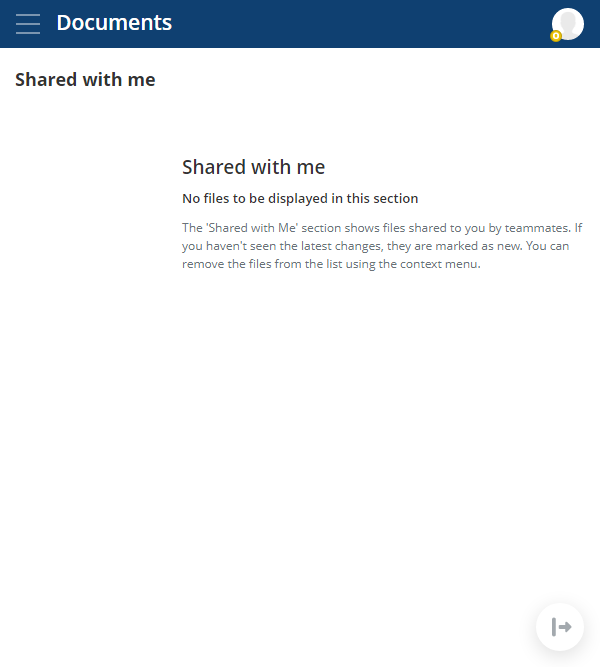 Documents
Shared with me
Shared with me
No files to be displayed in this section
The 'Shared with Me' section shows files shared to you by teammates. If
you haven't seen the latest changes, they are marked as new. You can
remove the files from the list using the context menu.